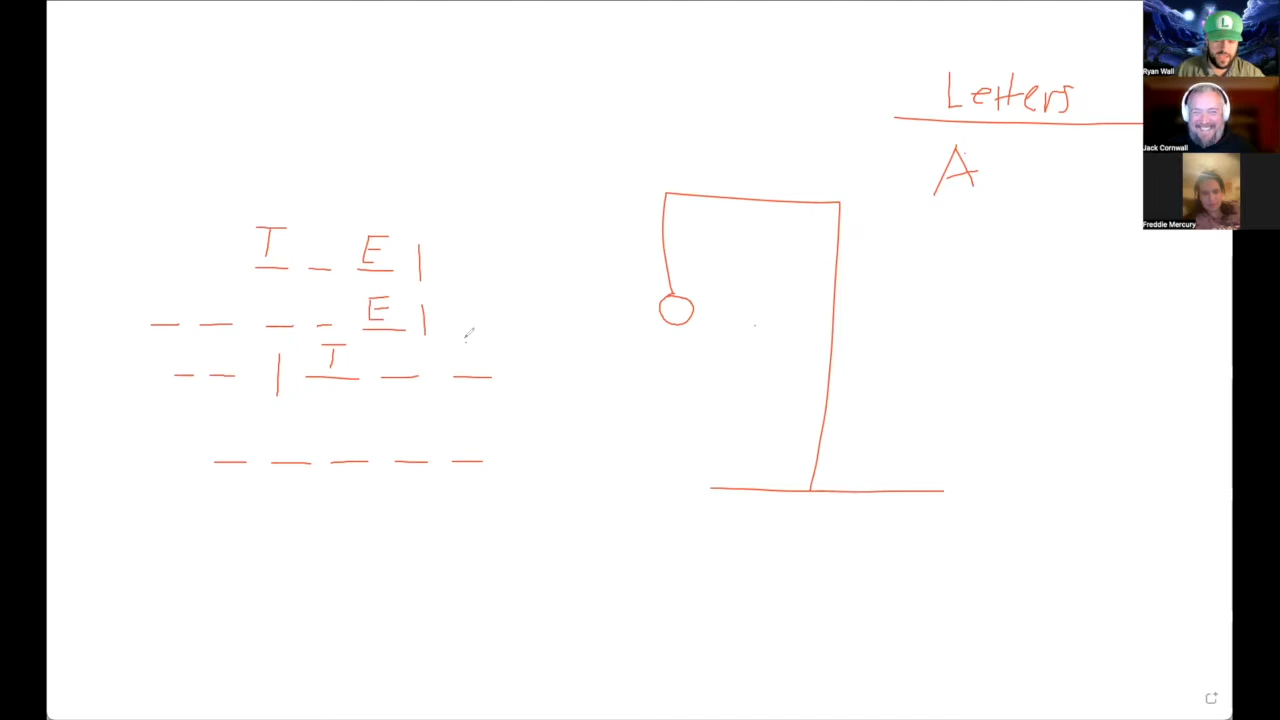 Letters
A
T _ E |
_ _ _ _ E |
_ _ | T _ _
_ _ _ _ _
Ryan Wall
L
Jack Cornwall
Freddie Mercury